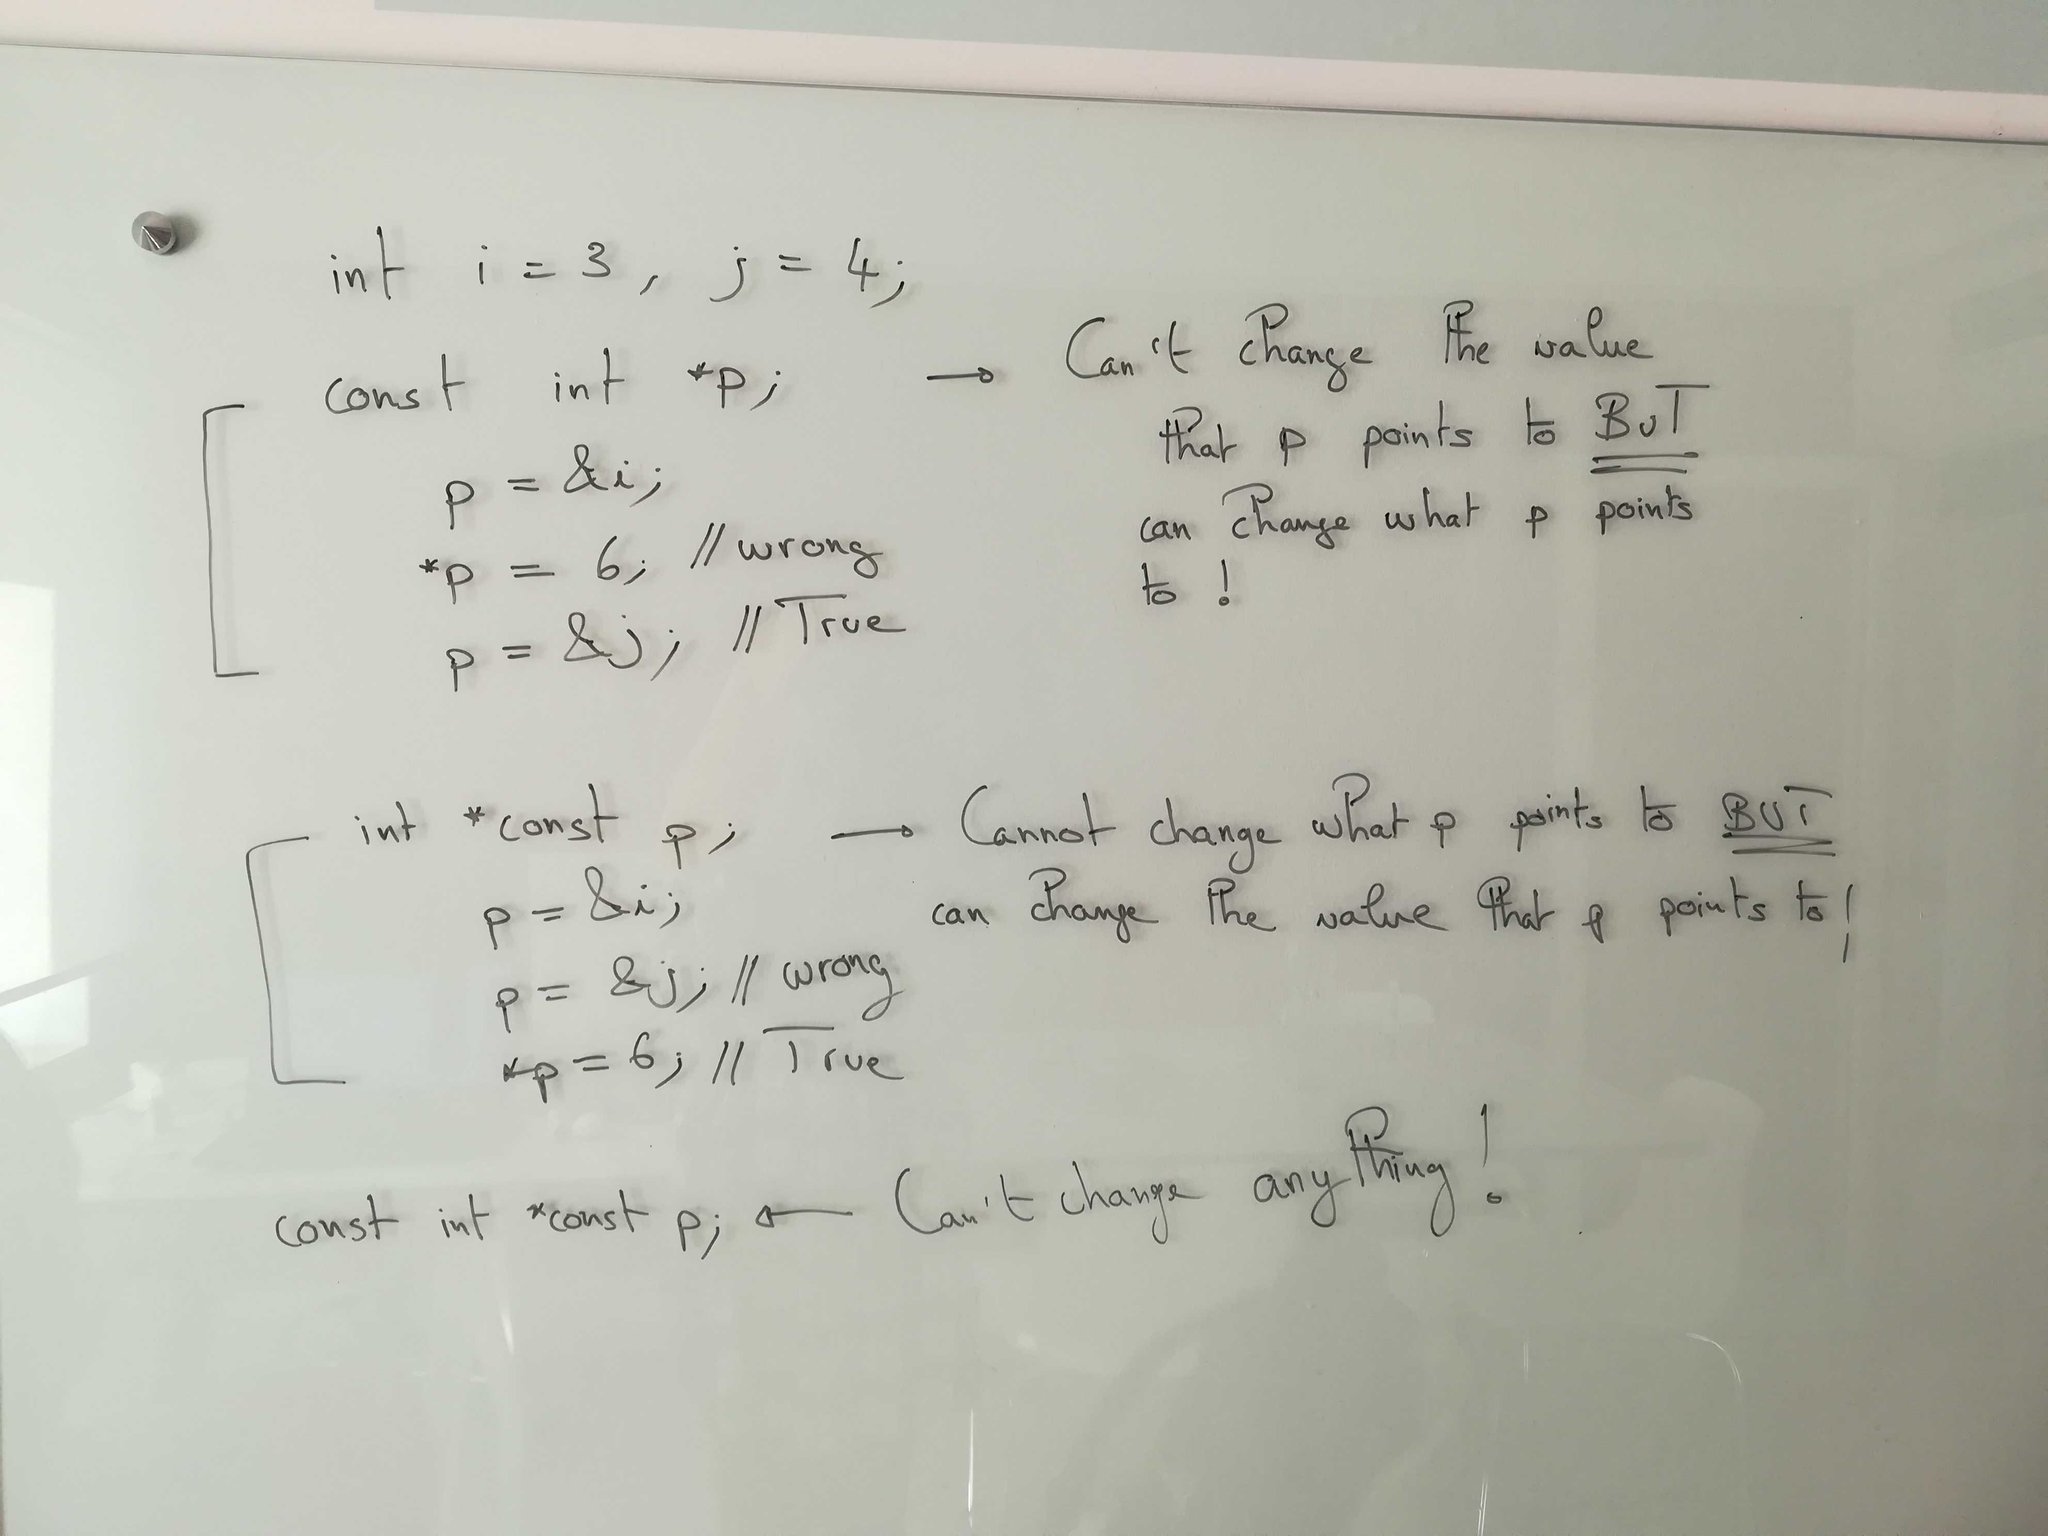 int i = 3, j = 4;
const int *p; → Can't change the value
that p points to BUT
can change what p points
to!
p = &i;
*p = 6; // wrong
p = &j; // True
int *const p; → Cannot change what p points to BUT
can change the value that p points to!
p = &i;
p = &j; // wrong
*p = 6; // True
const int *const p; ← Can't change anything!